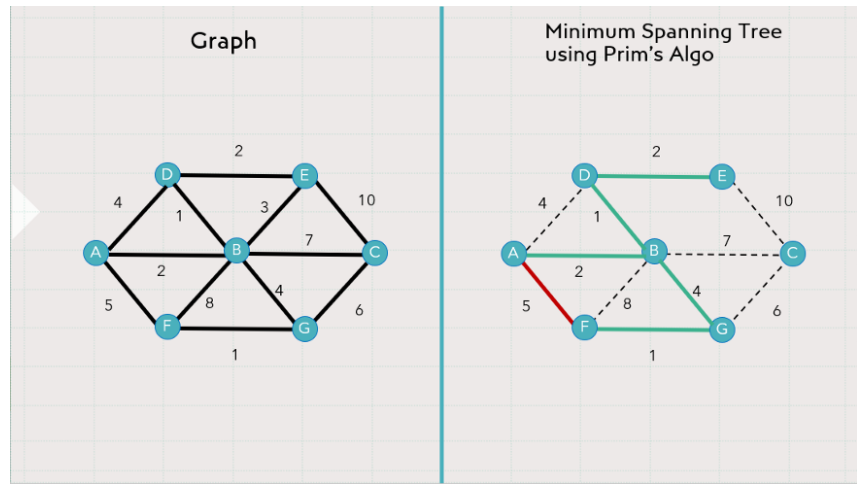 Graph
2
D
E
4
1
3
10
A
B
7
C
2
5
8
4
6
F
G
1
Minimum Spanning Tree
using Prim's Algo
2
D
E
4
1
10
A
B
7
C
2
5
8
4
6
F
G
1